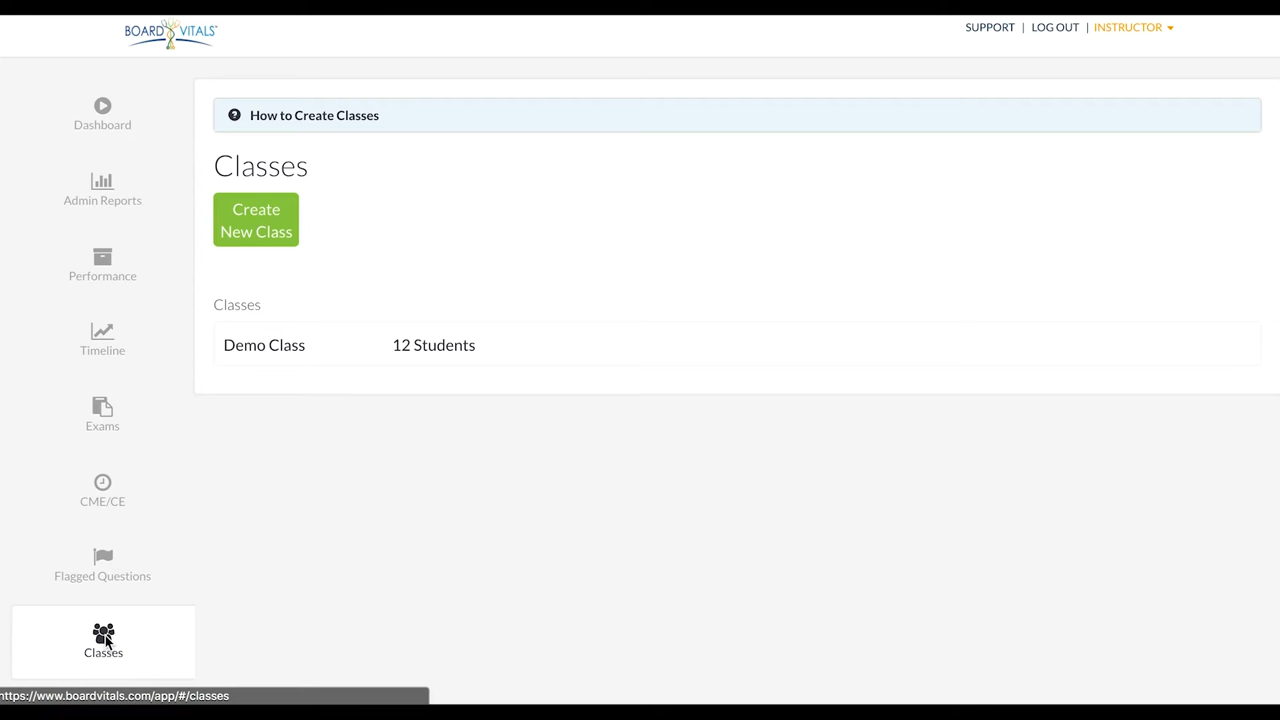 BOARD VITALS™
SUPPORT | LOG OUT | INSTRUCTOR
Dashboard
Admin Reports
Performance
Timeline
Exams
CME/CE
Flagged Questions
Classes
How to Create Classes
Classes
Create
New Class
Classes
Demo Class 12 Students
https://www.boardvitals.com/app/#/classes